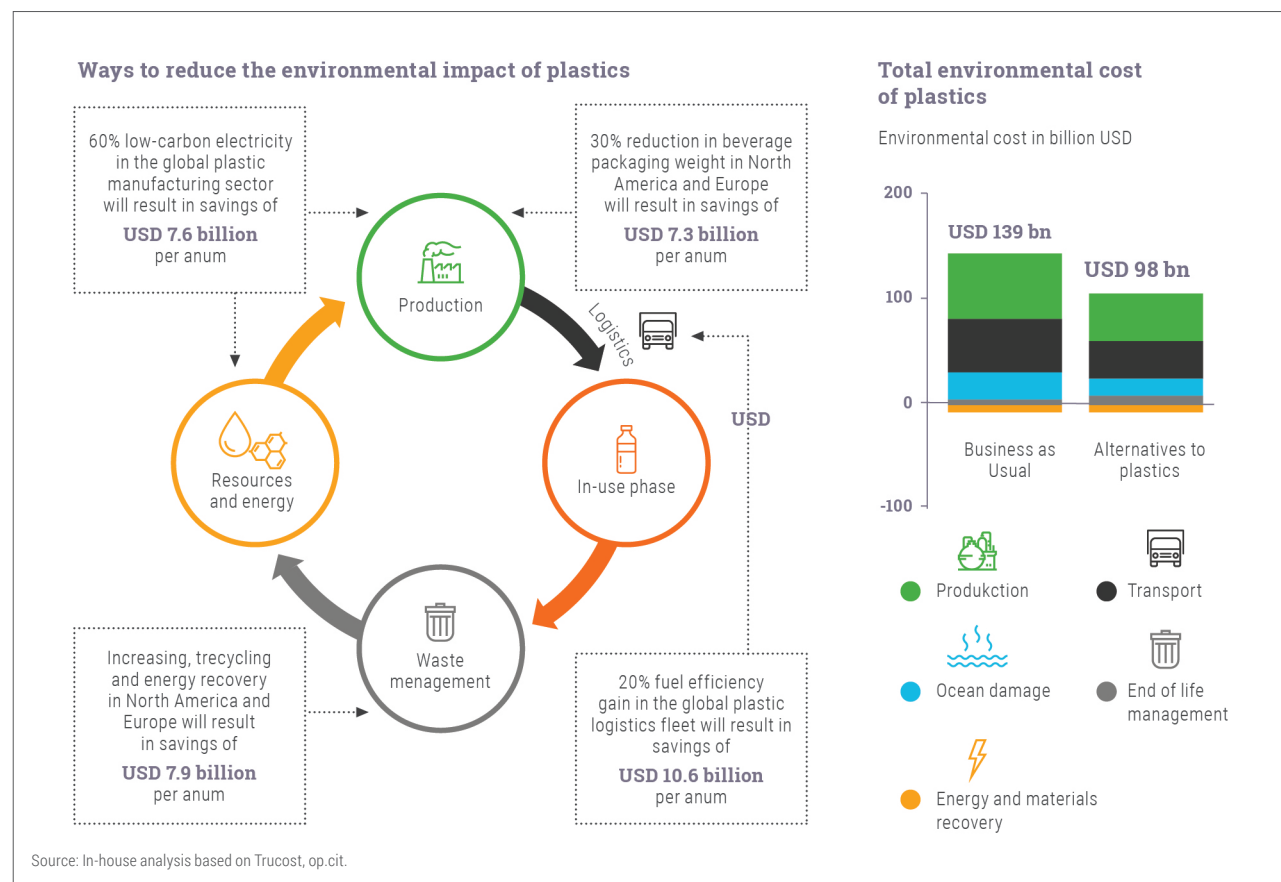 Ways to reduce the environmental impact of plastics
60% low-carbon electricity
in the global plastic
manufacturing sector
will result in savings of
USD 7.6 billion
per anum
30% reduction in beverage
packaging weight in North
America and Europe
will result in savings of
USD 7.3 billion
per anum
Production
Logistics
USD
Resources
and energy
In-use phase
Waste
menagement
Increasing, trecycling
and energy recovery
in North America and
Europe will result
in savings of
USD 7.9 billion
per anum
20% fuel efficiency
gain in the global plastic
logistics fleet will result in
savings of
USD 10.6 billion
per anum
Total environmental cost
of plastics
Environmental cost in billion USD
200
USD 139 bn
USD 98 bn
100
0
-100
Business as
Usual
Alternatives to
plastics
Produkction
Transport
Ocean damage
End of life
management
Energy and materials
recovery
Source: In-house analysis based on Trucost, op.cit.